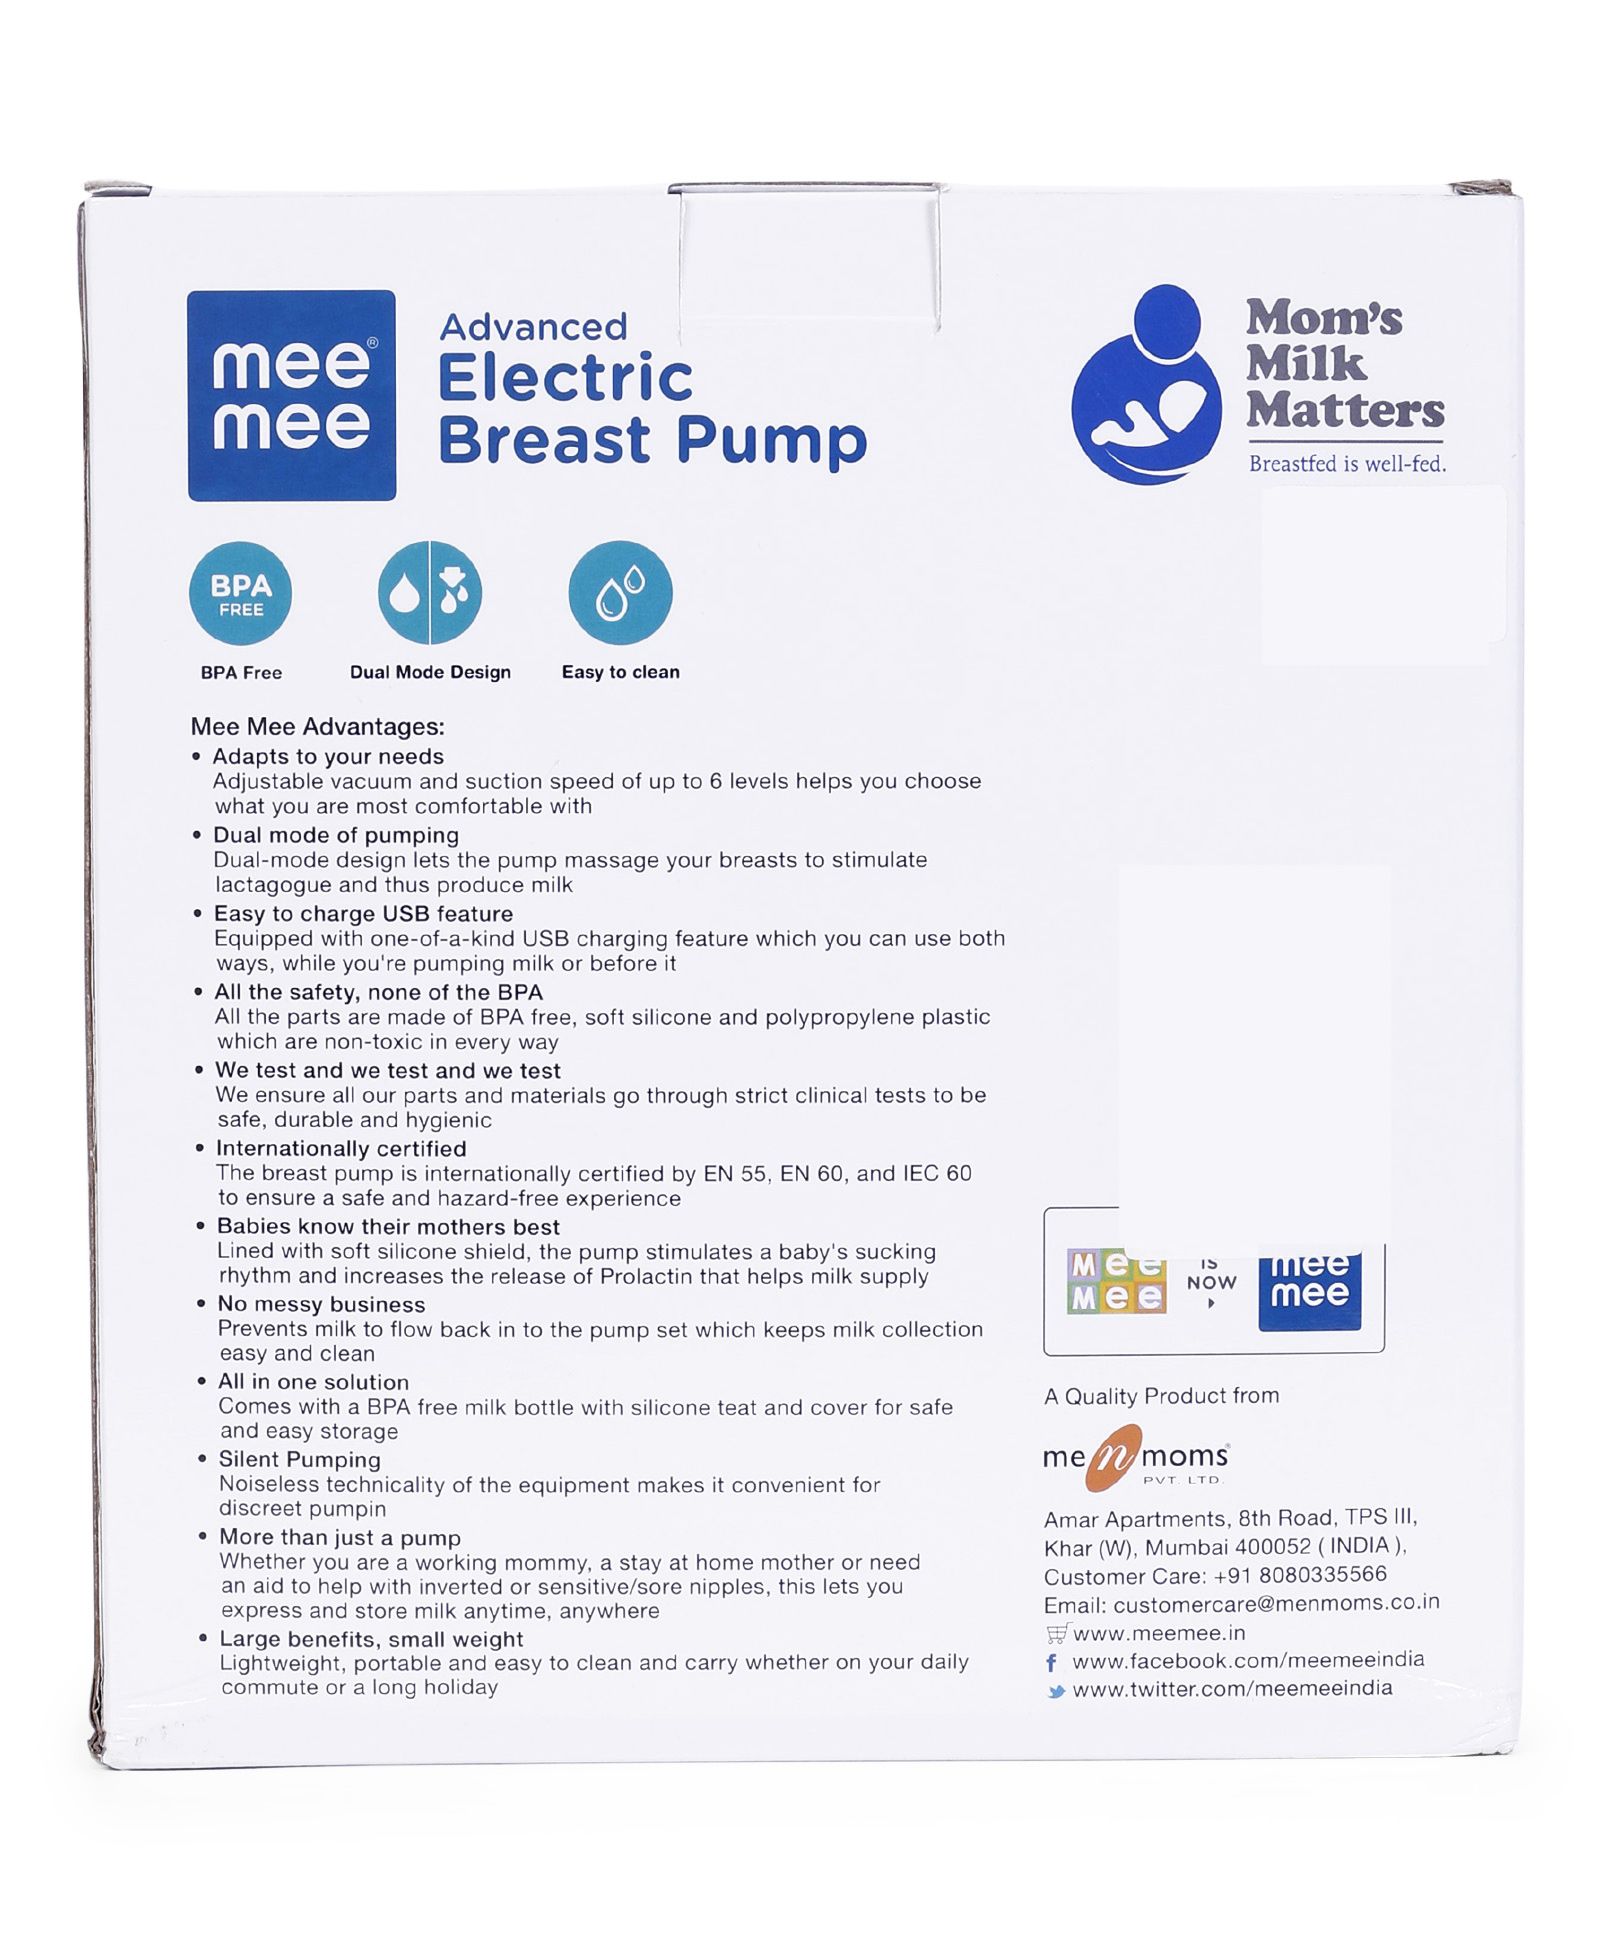 mee®
mee
Advanced
Electric
Breast Pump
Mom's
Milk
Matters
Breastfed is well-fed.
BPA
FREE
BPA Free
Dual Mode Design
Easy to clean
Mee Mee Advantages:
• Adapts to your needs
Adjustable vacuum and suction speed of up to 6 levels helps you choose
what you are most comfortable with
• Dual mode of pumping
Dual-mode design lets the pump massage your breasts to stimulate
lactagogue and thus produce milk
• Easy to charge USB feature
Equipped with one-of-a-kind USB charging feature which you can use both
ways, while you're pumping milk or before it
• All the safety, none of the BPA
All the parts are made of BPA free, soft silicone and polypropylene plastic
which are non-toxic in every way
• We test and we test and we test
We ensure all our parts and materials go through strict clinical tests to be
safe, durable and hygienic
• Internationally certified
The breast pump is internationally certified by EN 55, EN 60, and IEC 60
to ensure a safe and hazard-free experience
• Babies know their mothers best
Lined with soft silicone shield, the pump stimulates a baby's sucking
rhythm and increases the release of Prolactin that helps milk supply
• No messy business
Prevents milk to flow back in to the pump set which keeps milk collection
easy and clean
• All in one solution
Comes with a BPA free milk bottle with silicone teat and cover for safe
and easy storage
• Silent Pumping
Noiseless technicality of the equipment makes it convenient for
discreet pumpin
• More than just a pump
Whether you are a working mommy, a stay at home mother or need
an aid to help with inverted or sensitive/sore nipples, this lets you
express and store milk anytime, anywhere
• Large benefits, small weight
Lightweight, portable and easy to clean and carry whether on your daily
commute or a long holiday
Mee
Mee
IS
NOW
mee
mee
A Quality Product from
me n moms®
PVT. LTD.
Amar Apartments, 8th Road, TPS III,
Khar (W), Mumbai 400052 ( INDIA ),
Customer Care: +91 8080335566
Email: customercare@menmoms.co.in
www.meemee.in
f www.facebook.com/meemeeindia
www.twitter.com/meemeeindia